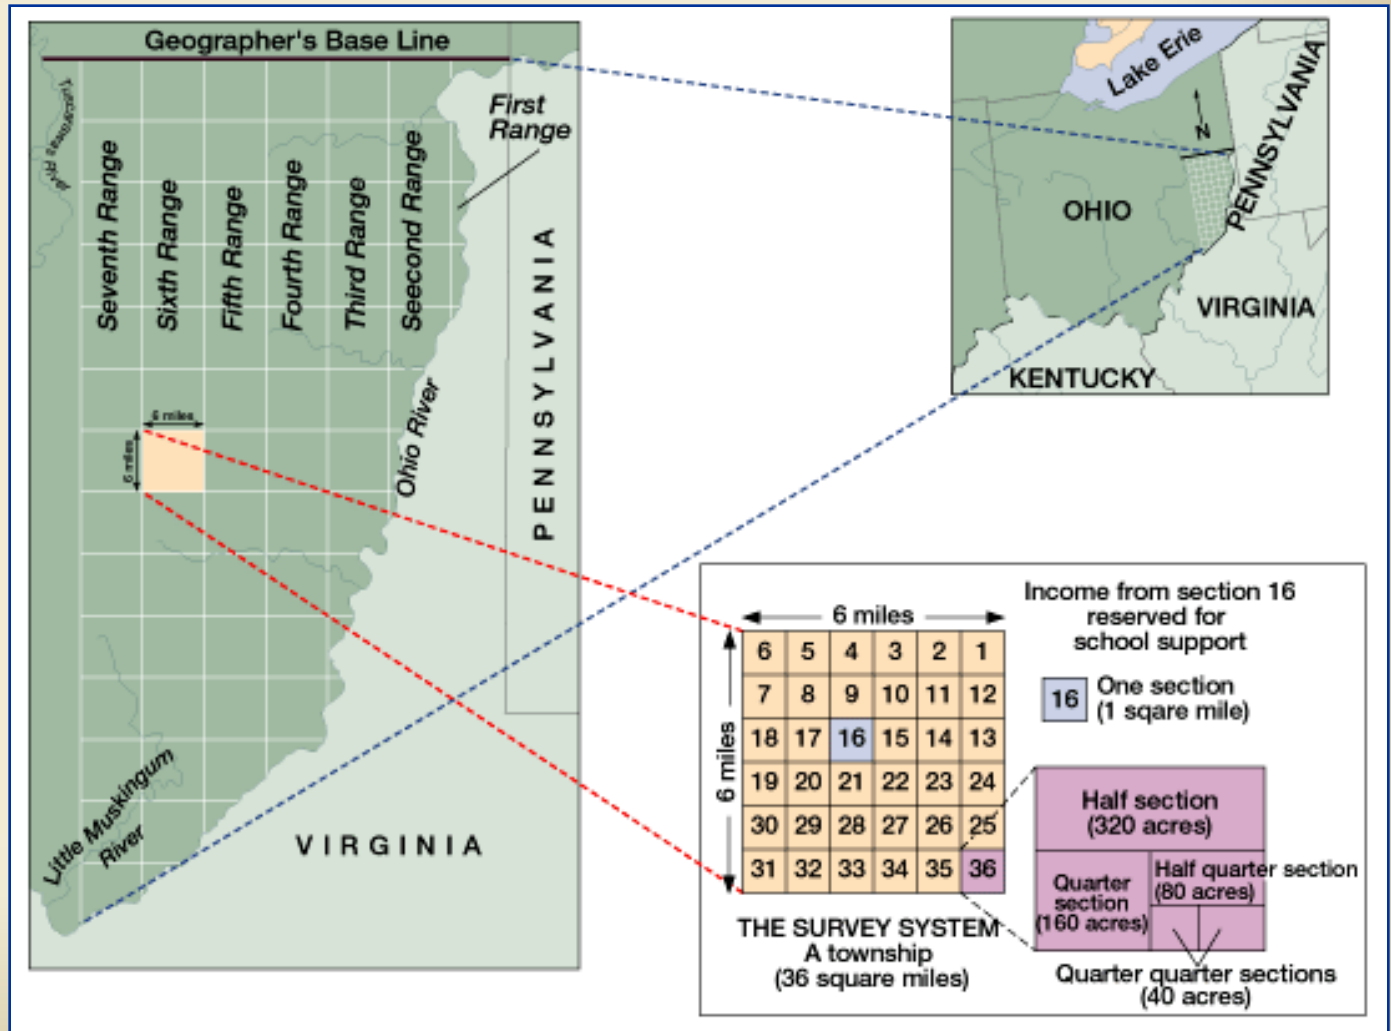 Geographer's Base Line
Tuscarawas River
First
Range
Seventh Range
Sixth Range
Fifth Range
Fourth Range
Third Range
Seecond Range
PENNSYLVANIA
Ohio River
6 miles
6 miles
Little Muskingum
River
VIRGINIA
Lake Erie
N
PENNSYLVANIA
OHIO
VIRGINIA
KENTUCKY
6 miles
6 miles
6 5 4 3 2 1
7 8 9 10 11 12
18 17 16 15 14 13
19 20 21 22 23 24
30 29 28 27 26 25
31 32 33 34 35 36
THE SURVEY SYSTEM
A township
(36 square miles)
Income from section 16
reserved for
school support
16
One section
(1 sqare mile)
Half section
(320 acres)
Quarter
section
(160 acres)
Half quarter section
(80 acres)
Quarter quarter sections
(40 acres)